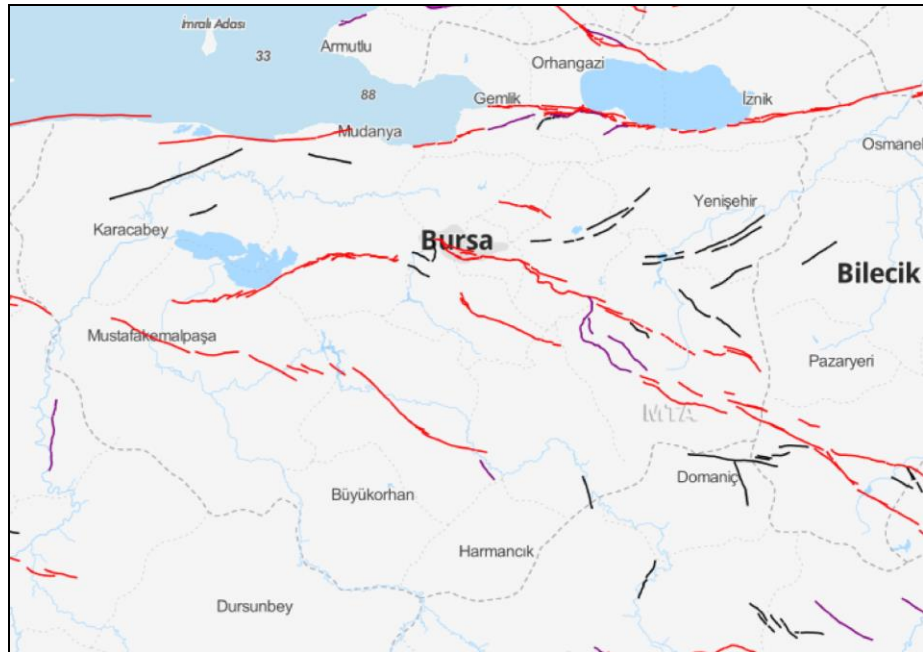 İmralı Adası
33
Armutlu
Orhangazi
88
Gemlik
İznik
Mudanya
Osmanel
Yenişehir
Karacabey
Bursa
Bilecik
Mustafakemalpaşa
Pazaryeri
MTA
Domaniç
Büyükorhan
Harmancık
Dursunbey